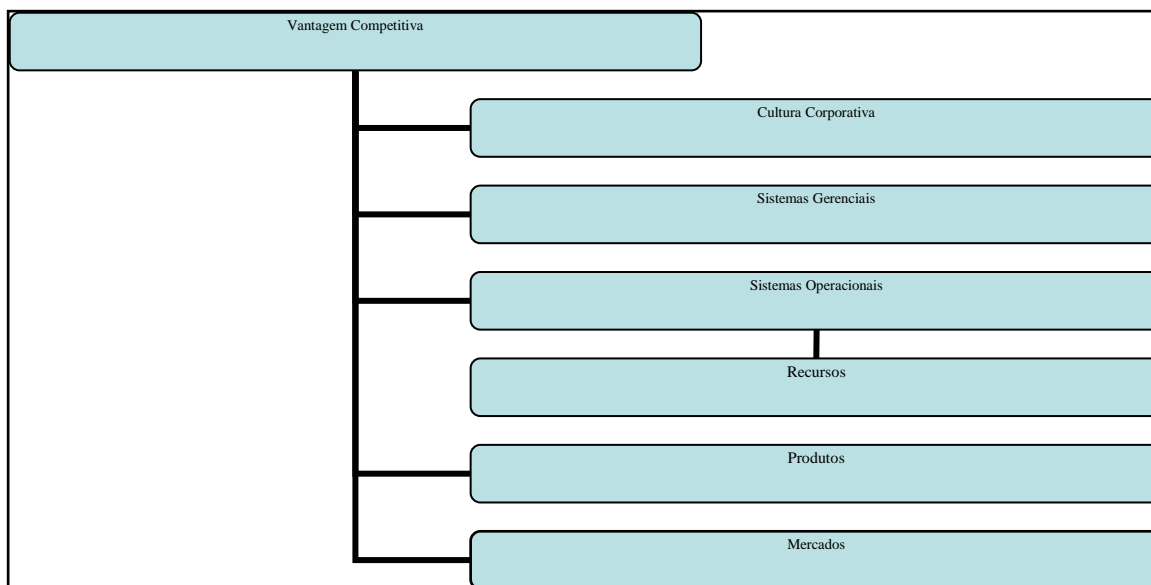 Vantagem Competitiva
Cultura Corporativa
Sistemas Gerenciais
Sistemas Operacionais
Recursos
Produtos
Mercados